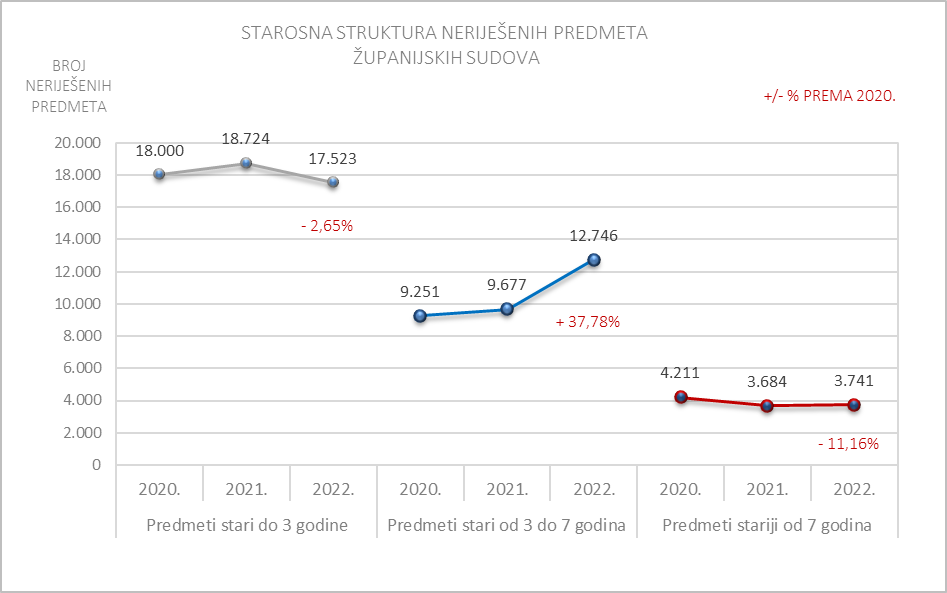 STAROSNA STRUKTURA NERIJEŠENIH PREDMETA
ŽUPANIJSKIH SUDOVA
BROJ
NERIJEŠENIH
PREDMETA
+/- % PREMA 2020.
20.000
18.000
16.000
14.000
12.000
10.000
8.000
6.000
4.000
2.000
0
18.000
18.724
17.523
- 2,65%
9.251
9.677
12.746
+ 37,78%
4.211
3.684
3.741
- 11,16%
2020. 2021. 2022. 2020. 2021. 2022. 2020. 2021. 2022.
Predmeti stari do 3 godine Predmeti stari od 3 do 7 godina Predmeti stariji od 7 godina